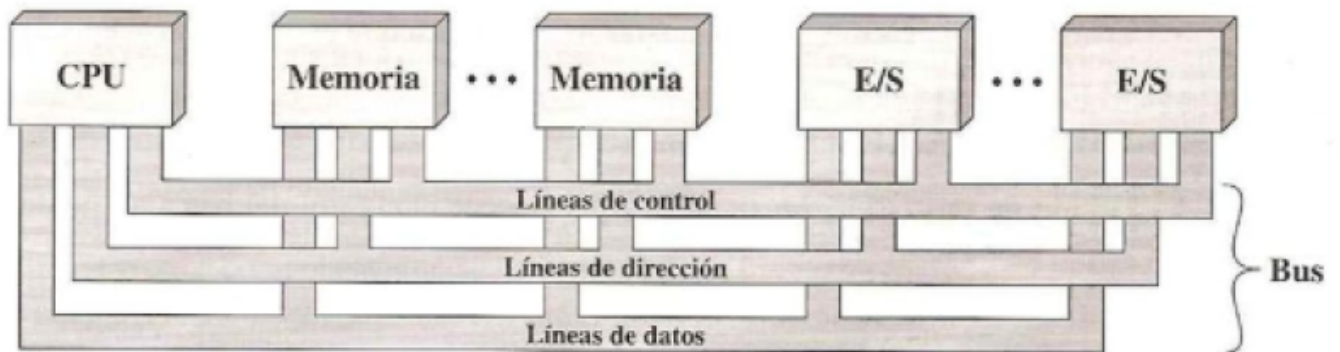 CPU
Memoria
• • •
Memoria
E/S
• • •
E/S
Líneas de control
Líneas de dirección
Líneas de datos
Bus